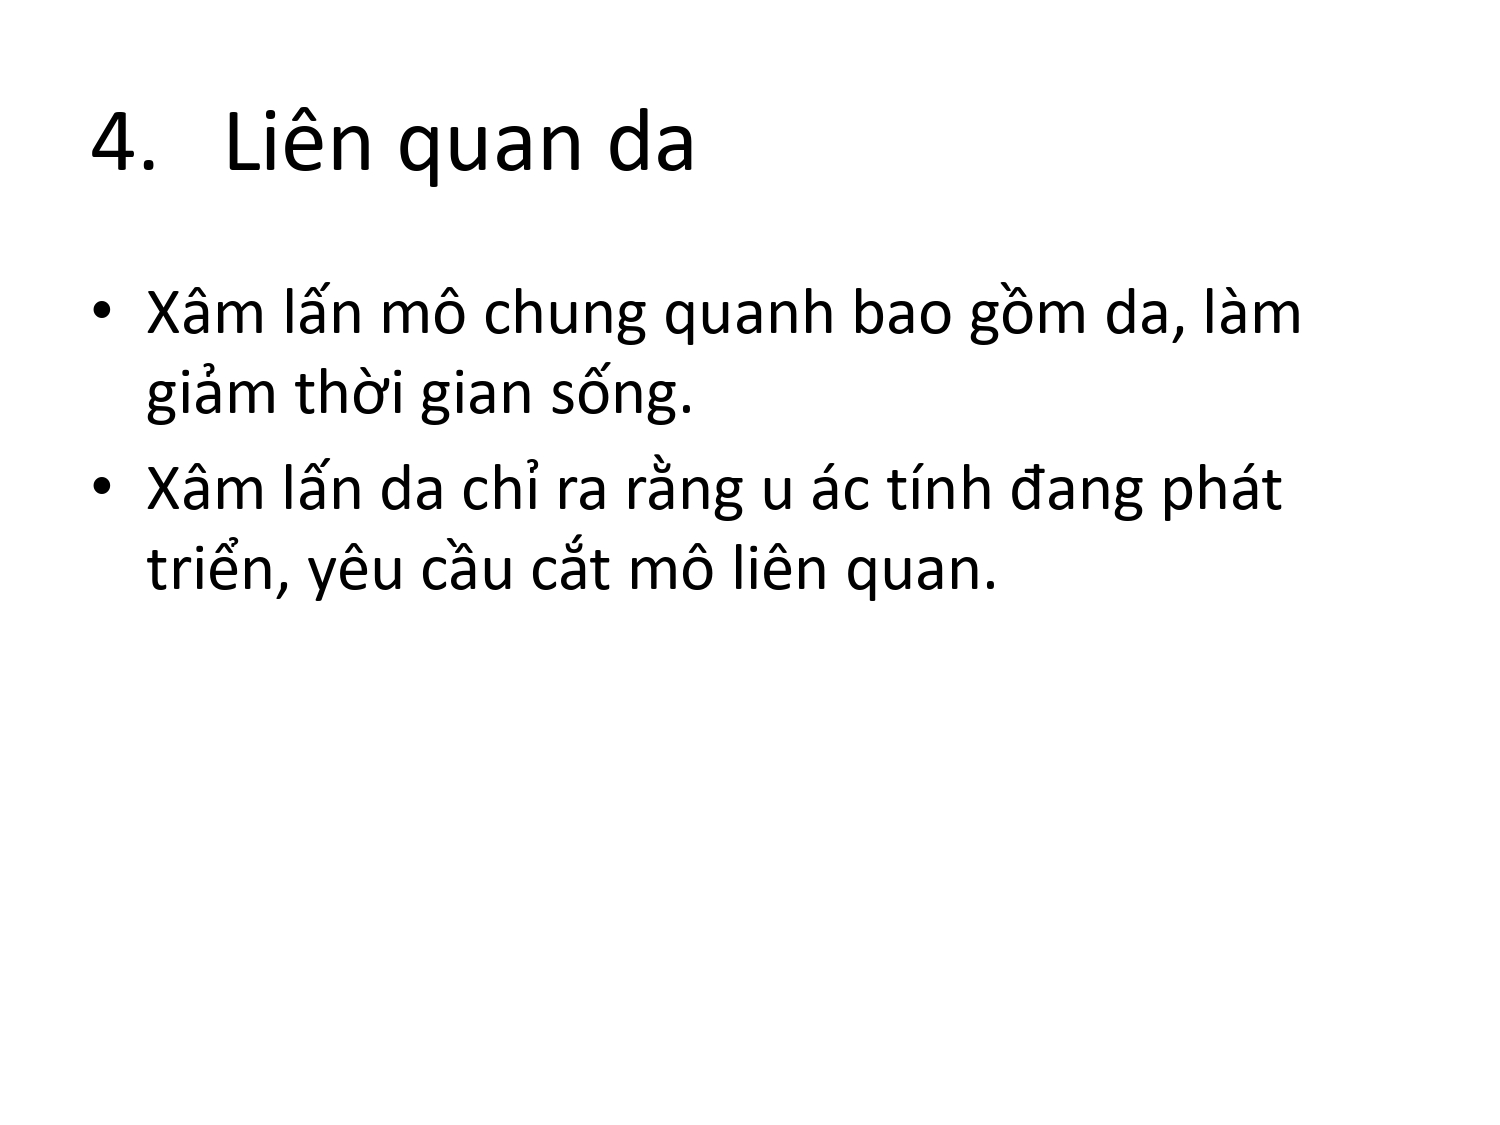 4. Liên quan da
• Xâm lấn mô chung quanh bao gồm da, làm
giảm thời gian sống.
• Xâm lấn da chỉ ra rằng u ác tính đang phát
triển, yêu cầu cắt mô liên quan.